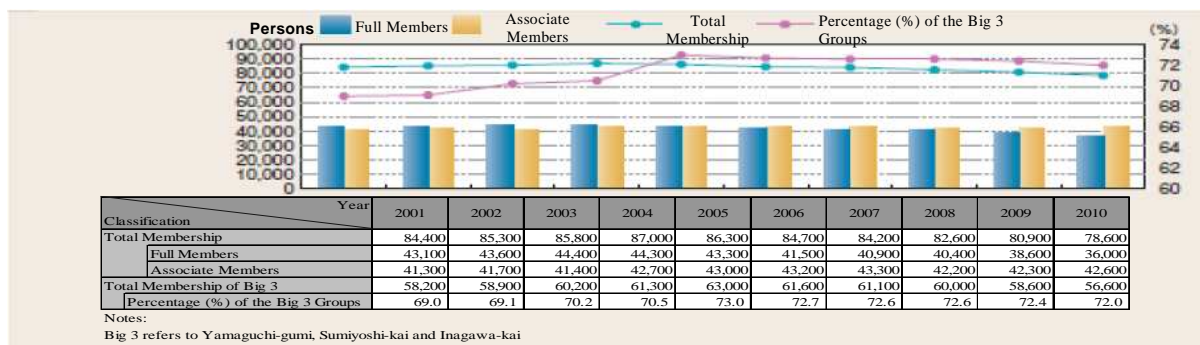 Persons Full Members Associate Members Total Membership Percentage (%) of the Big 3 Groups
(%)
100,000 74
90,000 72
80,000 70
70,000 68
60,000 66
50,000 64
40,000 62
30,000 60
20,000
10,000
0
Classification Year 2001 2002 2003 2004 2005 2006 2007 2008 2009 2010
Total Membership 84,400 85,300 85,800 87,000 86,300 84,700 84,200 82,600 80,900 78,600
Full Members 43,100 43,600 44,400 44,300 43,300 41,500 40,900 40,400 38,600 36,000
Associate Members 41,300 41,700 41,400 42,700 43,000 43,200 43,300 42,200 42,300 42,600
Total Membership of Big 3 58,200 58,900 60,200 61,300 63,000 61,600 61,100 60,000 58,600 56,600
Percentage (%) of the Big 3 Groups 69.0 69.1 70.2 70.5 73.0 72.7 72.6 72.6 72.4 72.0
Notes:
Big 3 refers to Yamaguchi-gumi, Sumiyoshi-kai and Inagawa-kai